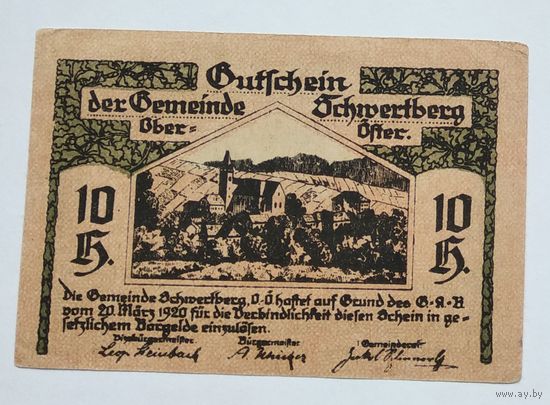 Gutschein
der Gemeinde Schwertberg
Ober- Öster.
10 H.
10 H.
Die Gemeinde Schwertberg, O-Ö haftet auf Grund des G-R-B
vom 20. März 1920 für die Verbindlichkeit diesen Schein in ge-
setzlichem Bargelde einzulösen.
Vizebürgermeister Bürgermeister Gemeinderat
www.ay.by